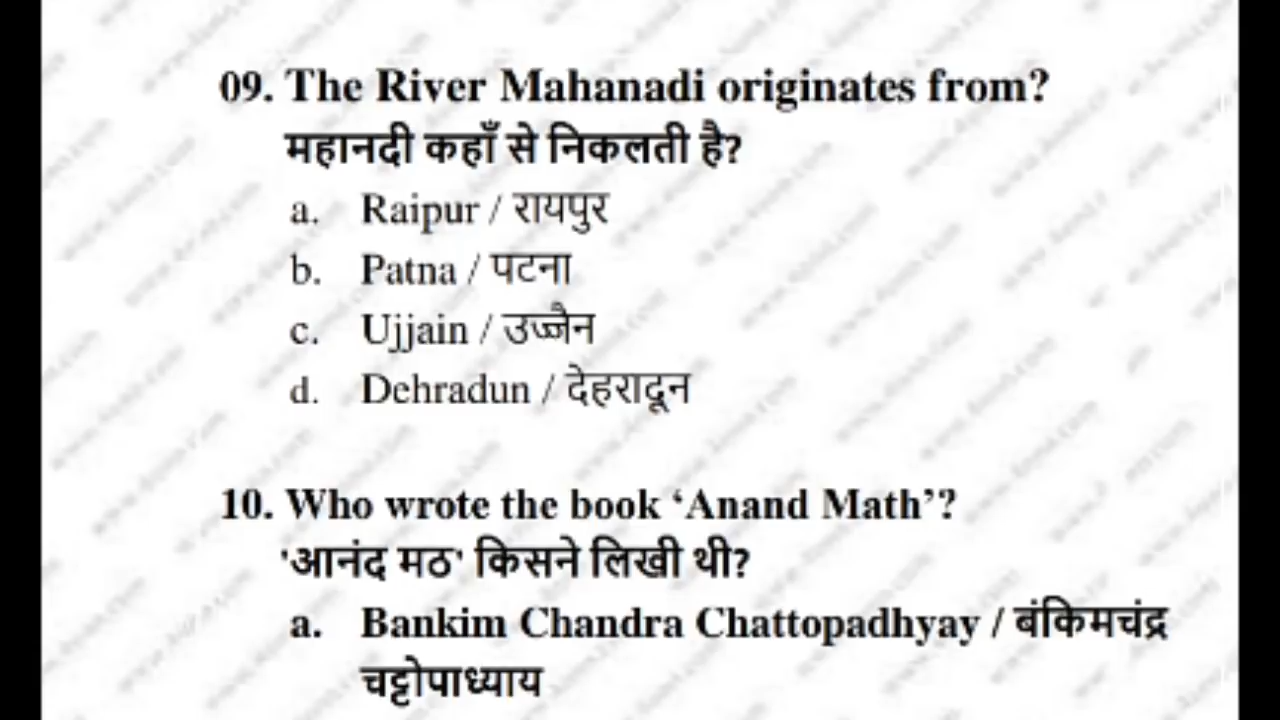 09. The River Mahanadi originates from?
महानदी कहाँ से निकलती है?
a. Raipur / रायपुर
b. Patna / पटना
c. Ujjain / उज्जैन
d. Dehradun / देहरादून
10. Who wrote the book ‘Anand Math’?
'आनंद मठ' किसने लिखी थी?
a. Bankim Chandra Chattopadhyay / बंकिमचंद्र
चट्टोपाध्याय